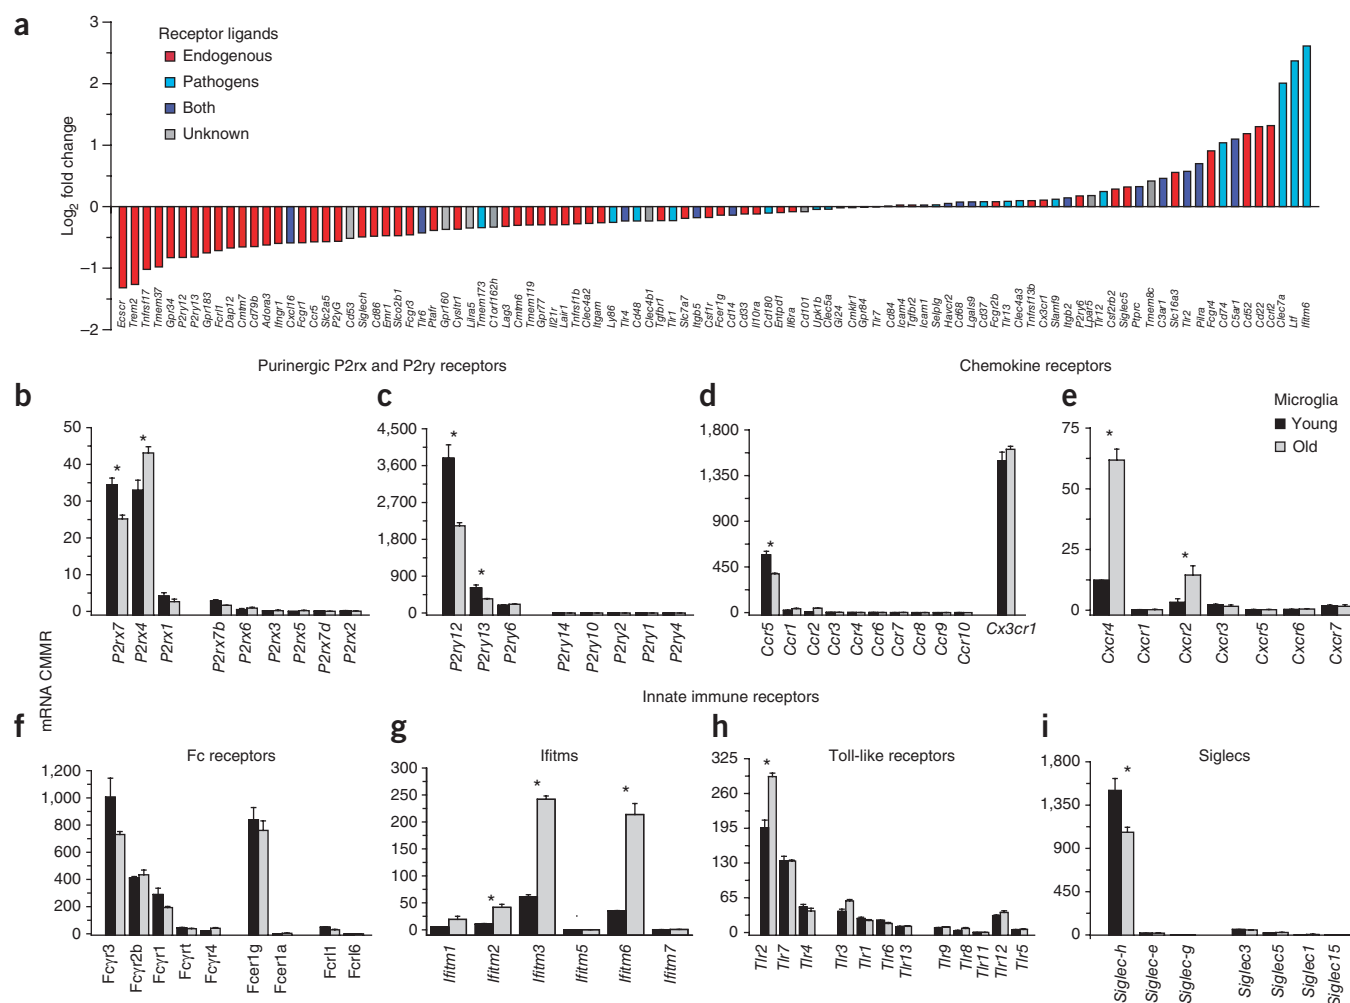 a
3
2
1
0
−1
−2
Log2 fold change
Receptor ligands
Endogenous
Pathogens
Both
Unknown
Ecscr Trem2 Tnfrsf17 Tmem37 Gpr34 P2ry12 P2ry13 Gpr183 Fcrl1 Dap12 Cmtm7 Cd79b Adora3 Ifngr1 Cxcl16 Fcgr1 Ccr5 Slc2a5 P2yG Cd53 Siglech Cd86 Emr1 Slco2b1 Fcgr3 Tlr6 Ptafr Gpr160 Cysltr1 Lilra5 Tmem173 C1orf162h Lag3 Cmtm6 Tmem119 Gpr77 Il21r Lair1 Tnfrsf1b Clec4a2 Itgam Ly86 Tlr4 Cd48 Clec4b1 Tgfbr1 Tlr1 Slc7a7 Itgb5 Csf1r Fcer1g Cd14 Cd33 Il10ra Cd180 Entpd1 Il6ra Cd101 Upk1b Clec5a Gi24 Cmklr1 Gpr84 Tlr7 Cd84 Icam4 Tgfbr2 Icam1 Selplg Havcr2 Cd68 Lgals9 Cd37 Fcgr2b Tlr13 Clec4a3 Tnfrsf13b Cx3cr1 Slamf9 Itgb2 P2ry6 Lpar5 Tlr12 Csf2rb2 Siglec5 Ptprc Tmem8c C3ar1 Slc16a3 Tlr2 Pilra Fcgr4 Cd74 C5ar1 Cd52 Cd22 Ccrl2 Clec7a Ltf Ifitm6
Purinergic P2rx and P2ry receptors
Chemokine receptors
b
50
40
30
20
10
0
* *
P2rx7 P2rx4 P2rx1 P2rx7b P2rx6 P2rx3 P2rx5 P2rx7d P2rx2
c
4,500
3,600
2,700
1,800
900
0
* *
P2ry12 P2ry13 P2ry6 P2ry14 P2ry10 P2ry2 P2ry1 P2ry4
d
1,800
1,350
900
450
0
*
Ccr5 Ccr1 Ccr2 Ccr3 Ccr4 Ccr6 Ccr7 Ccr8 Ccr9 Ccr10 Cx3cr1
e
Microglia
Young
Old
75
50
25
0
* *
Cxcr4 Cxcr1 Cxcr2 Cxcr3 Cxcr5 Cxcr6 Cxcr7
mRNA CMMR
Innate immune receptors
f
Fc receptors
1,200
1,000
800
600
400
200
0
Fcγr3 Fcγr2b Fcγr1 Fcγrt Fcγr4 Fcer1g Fcer1a Fcrl1 Fcrl6
g
Ifitms
300
250
200
150
100
50
0
* * *
Ifitm1 Ifitm2 Ifitm3 Ifitm5 Ifitm6 Ifitm7
h
Toll-like receptors
325
260
195
130
65
0
*
Tlr2 Tlr7 Tlr4 Tlr3 Tlr1 Tlr6 Tlr13 Tlr9 Tlr8 Tlr11 Tlr12 Tlr5
i
Siglecs
1,800
1,350
900
450
0
*
Siglec-h Siglec-e Siglec-g Siglec3 Siglec5 Siglec1 Siglec15